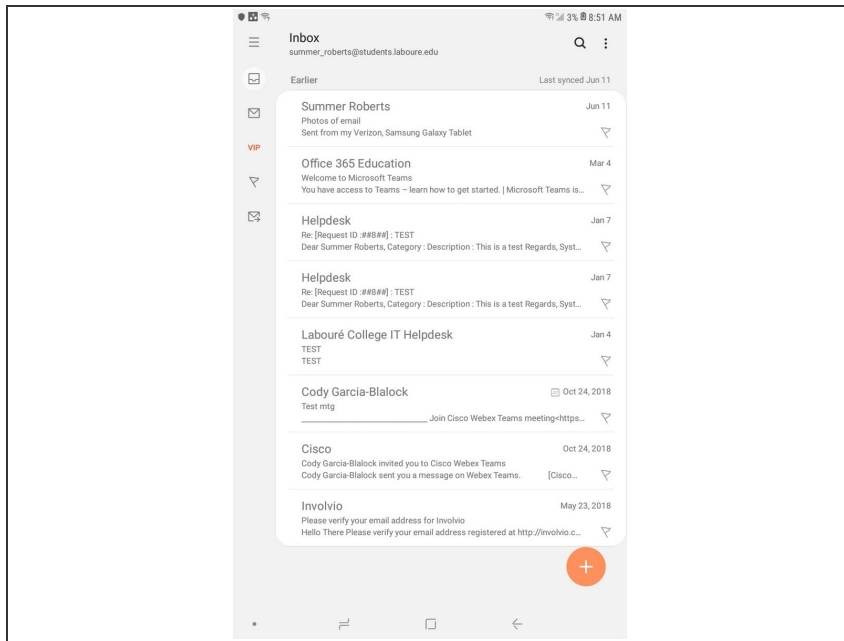 3% 8:51 AM
Inbox
summer_roberts@students.laboure.edu
Earlier Last synced Jun 11
Summer Roberts Jun 11
Photos of email
Sent from my Verizon, Samsung Galaxy Tablet
VIP
Office 365 Education Mar 4
Welcome to Microsoft Teams
You have access to Teams – learn how to get started. | Microsoft Teams is...
Helpdesk Jan 7
Re: [Request ID :##8##] : TEST
Dear Summer Roberts, Category : Description : This is a test Regards, Syst...
Helpdesk Jan 7
Re: [Request ID :##8##] : TEST
Dear Summer Roberts, Category : Description : This is a test Regards, Syst...
Labouré College IT Helpdesk Jan 4
TEST
TEST
Cody Garcia-Blalock Oct 24, 2018
Test mtg
________________________________ Join Cisco Webex Teams meeting<https...
Cisco Oct 24, 2018
Cody Garcia-Blalock invited you to Cisco Webex Teams
Cody Garcia-Blalock sent you a message on Webex Teams. [Cisco...
Involvio May 23, 2018
Please verify your email address for Involvio
Hello There Please verify your email address registered at http://involvio.c...